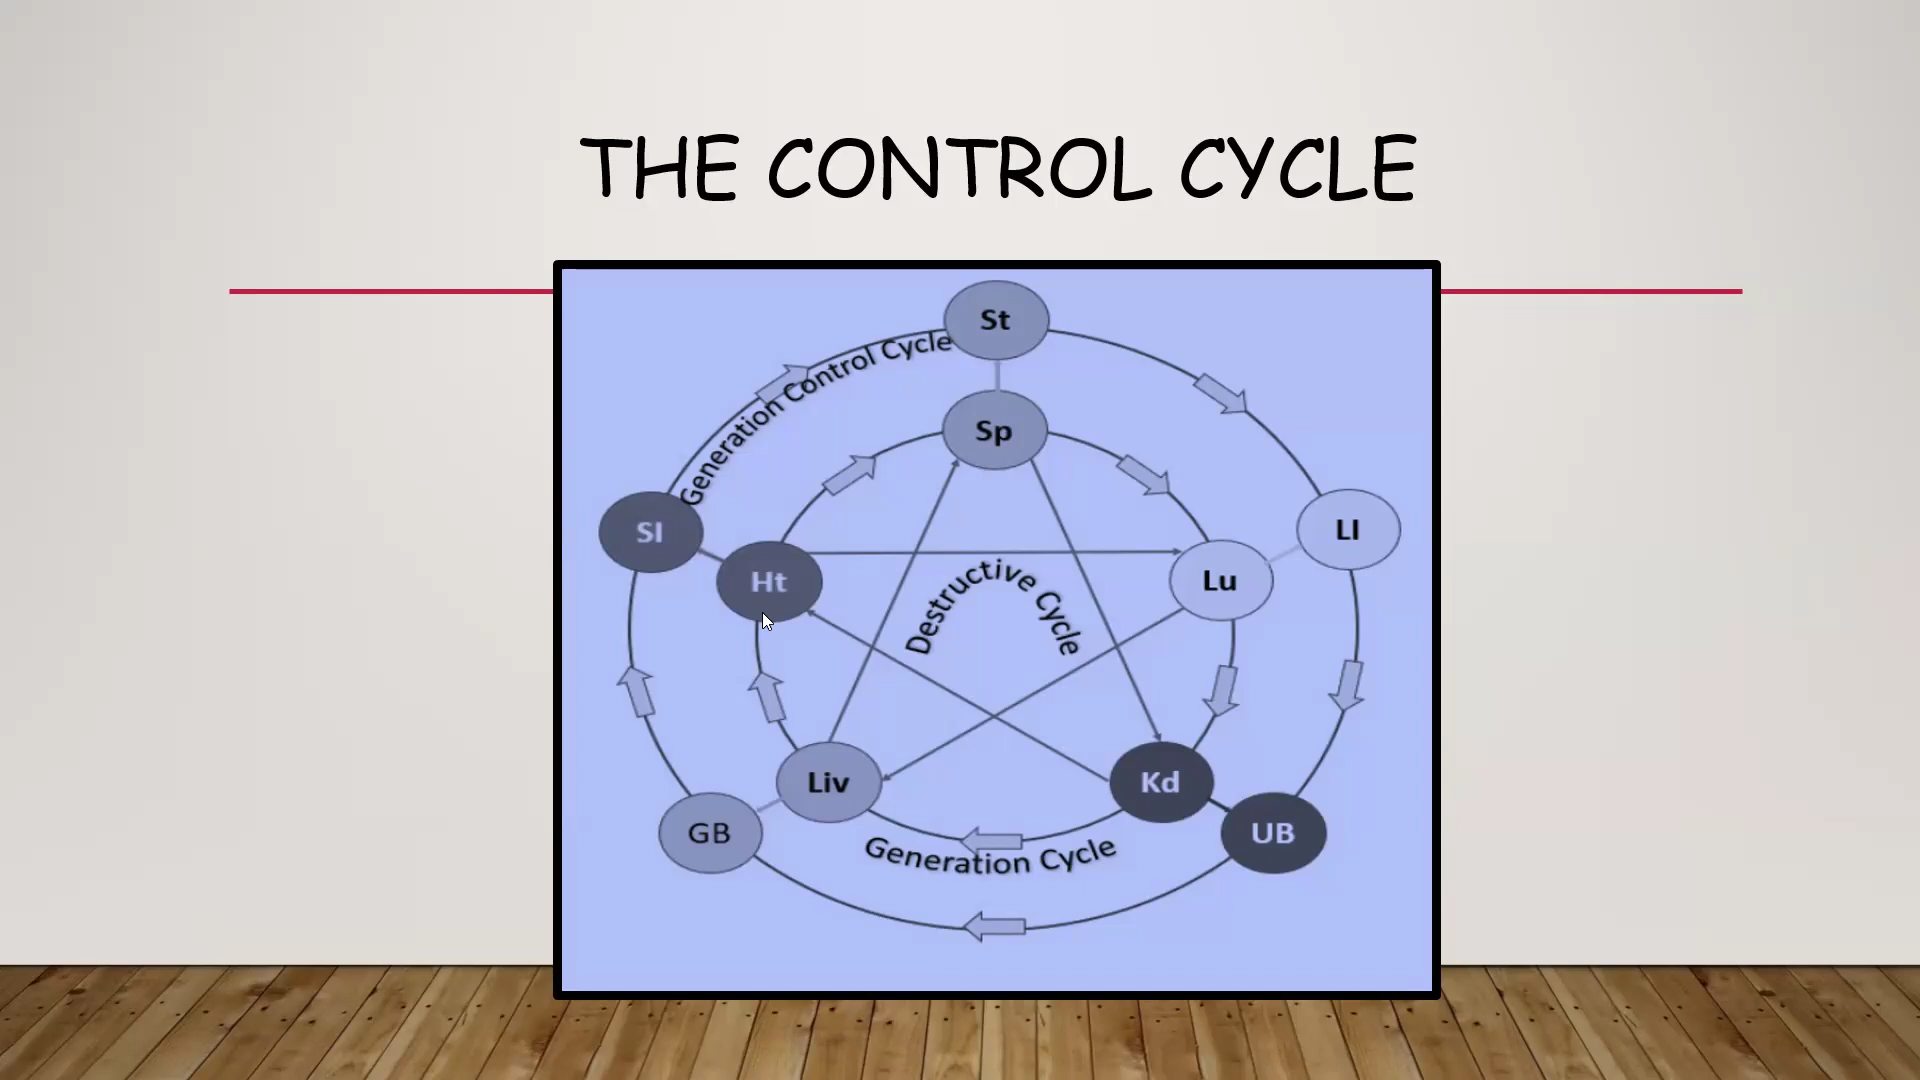 THE CONTROL CYCLE
St
Generation Control Cycle
Sp
SI
LI
Ht
Lu
Destructive Cycle
Liv
Kd
GB
UB
Generation Cycle